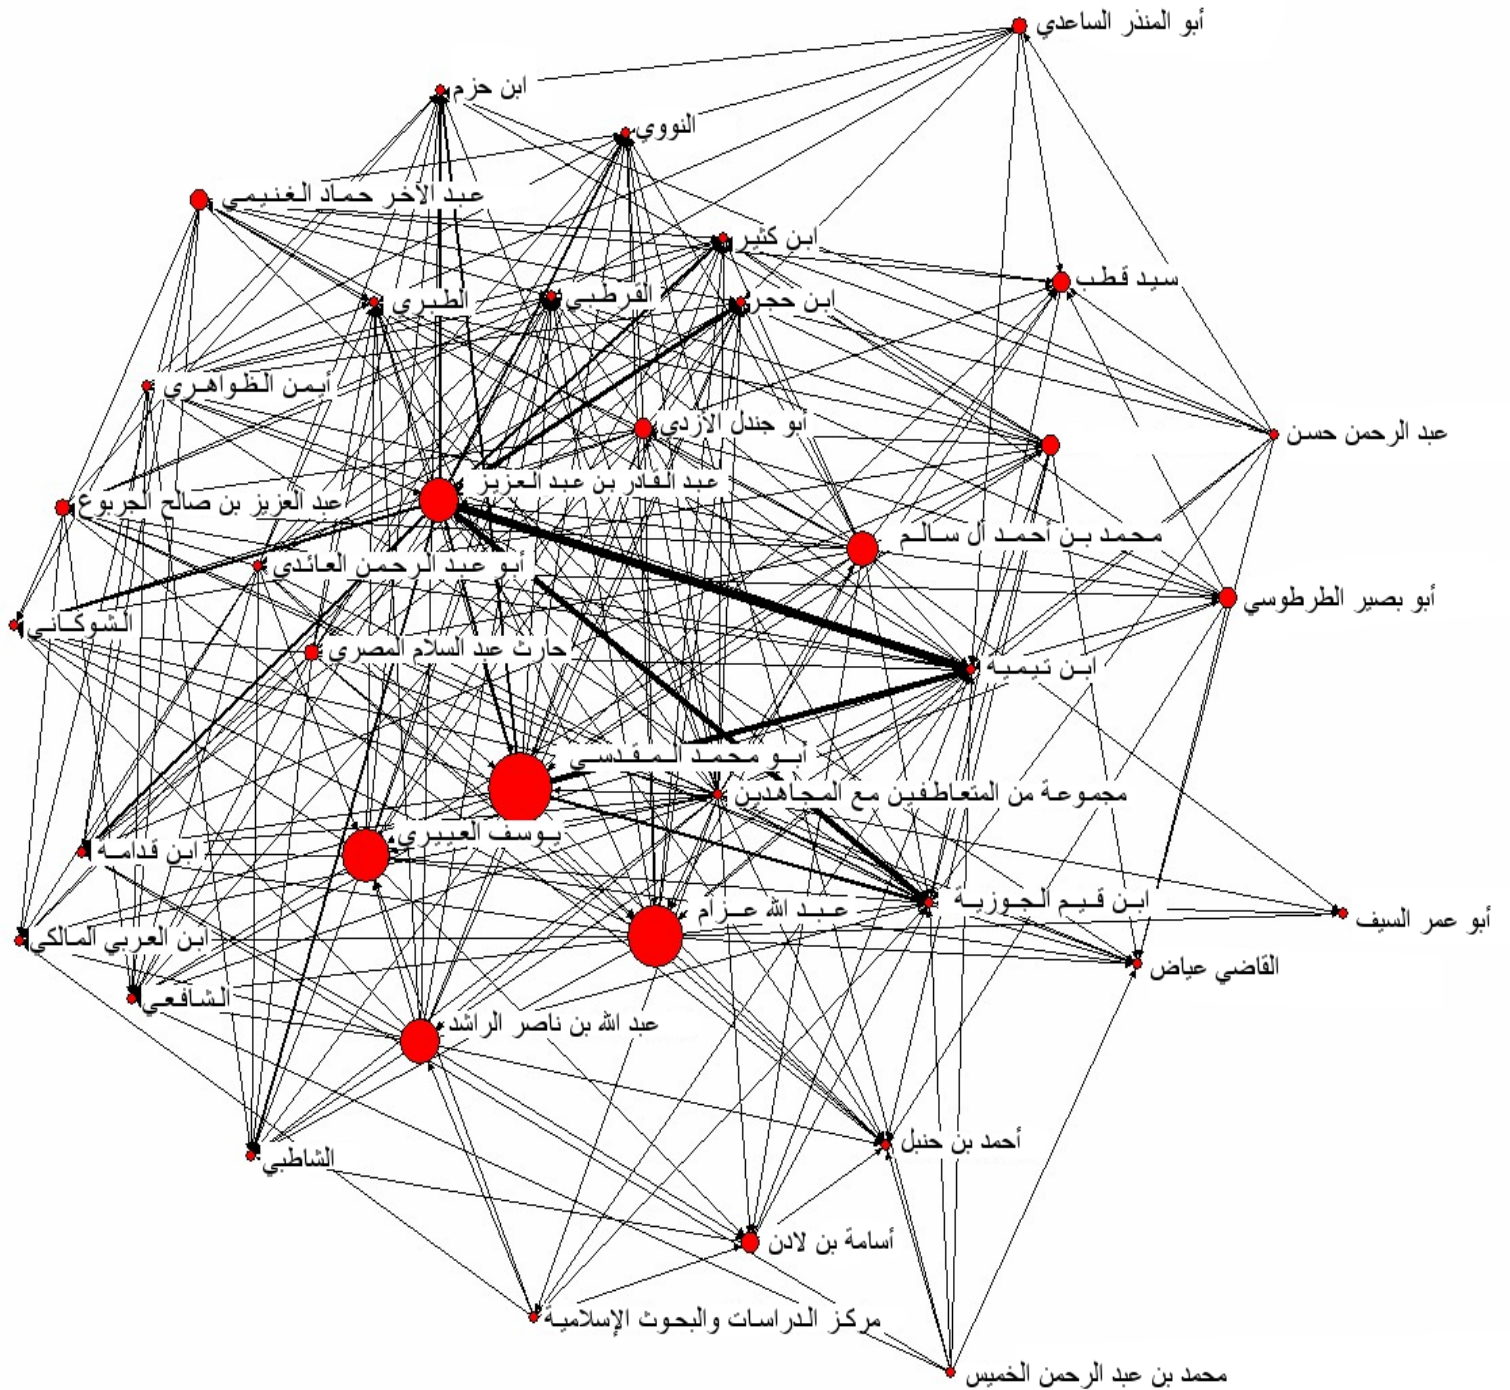 أبو المنذر الساعدي
ابن حزم
النووي
عبد الآخر حماد الغنيمي
ابن كثير
سيد قطب
الطبري
القرطبي
ابن حجر
أيمن الظواهري
أبو جندل الأزدي
عبد الرحمن حسن
عبد القادر بن عبد العزيز
عبد العزيز بن صالح الجربوع
محمد بن أحمد آل سالم
أبو عبد الرحمن العائدي
أبو بصير الطرطوسي
الشوكاني
حارث عبد السلام المصري
ابن تيمية
أبو محمد المقدسي
مجموعة من المتعاطفين مع المجاهدين
يوسف العييري
ابن قدامة
ابن قيم الجوزية
عبد الله عزام
أبو عمر السيف
ابن العربي المالكي
القاضي عياض
الشافعي
عبد الله بن ناصر الراشد
أحمد بن حنبل
الشاطبي
أسامة بن لادن
مركز الدراسات والبحوث الإسلامية
محمد بن عبد الرحمن الخميس